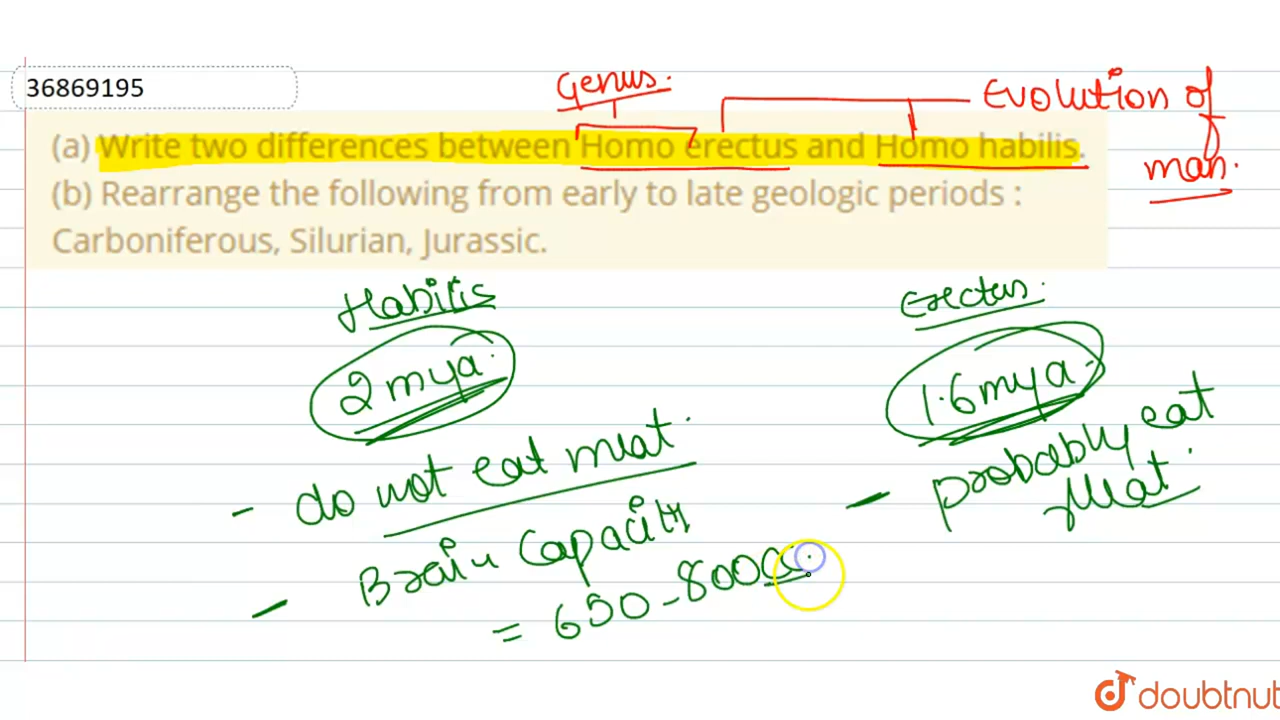 36869195
Genus.
Evolution of
man.
(a) Write two differences between Homo erectus and Homo habilis.
(b) Rearrange the following from early to late geologic periods :
Carboniferous, Silurian, Jurassic.
Habilis
Erectus.
2 mya.
1.6 mya.
- do not eat meat.
- probably eat
Meat.
- Brain Capacity
= 650-800cc.
doubtnut